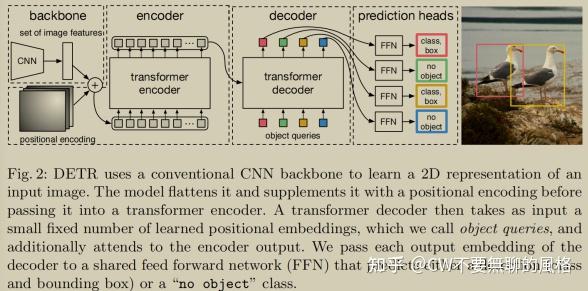 backbone
encoder
decoder
prediction heads
set of image features
CNN
positional encoding
transformer
encoder
transformer
decoder
object queries
FFN
class,
box
FFN
no
object
FFN
class,
box
FFN
no
object
Fig. 2: DETR uses a conventional CNN backbone to learn a 2D representation of an
input image. The model flattens it and supplements it with a positional encoding before
passing it into a transformer encoder. A transformer decoder then takes as input a
small fixed number of learned positional embeddings, which we call object queries, and
additionally attends to the encoder output. We pass each output embedding of the
decoder to a shared feed forward network (FFN) that
知乎 @CW不要無聊的風格
and bounding box) or a “no object” class.